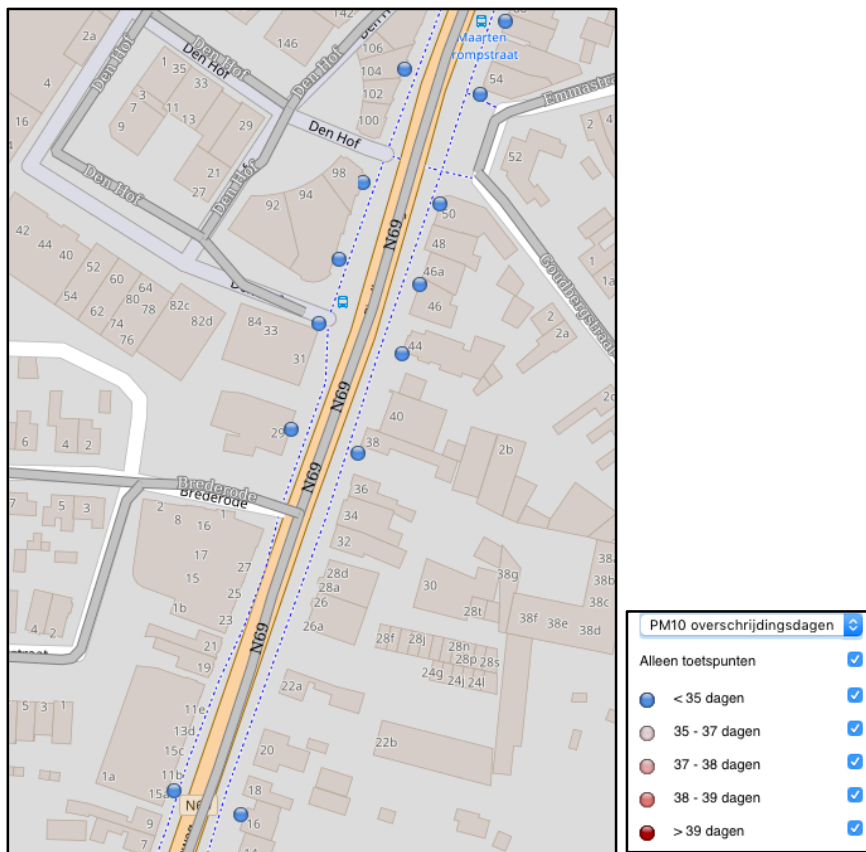 2a
142
146
106
104
102
100
Den Hof
Den Hof
Den Hof
Den Hof
Maarten
rompstraat
54
Emmastra
4
16
1
35
33
3
7
11
13
9
29
21
27
Den Hof
98
94
92
52
2
4
Den Hof
Den Hof
N69
50
48
46a
46
44
Goudbergstraat
1
1a
2
2a
42
44
40
52
60
64
54
62
80
78
74
76
82c
82d
84
33
31
N69
29
40
38
2b
6
4
2
Brederode
Brederode
N69
36
34
32
5
3
7
2
8
16
1
17
15
27
25
23
1b
21
19
4
2
straat
28d
28a
26
26a
30
28t
38g
38f
38e
38d
38c
38b
N69
28f
28j
28n
28p
28s
24g
24j
24l
22a
22b
5
3
1
11e
13d
15c
11b
15a
1a
20
18
16
14
9
7
PM10 overschrijdingsdagen
Alleen toetspunten
< 35 dagen
35 - 37 dagen
37 - 38 dagen
38 - 39 dagen
> 39 dagen